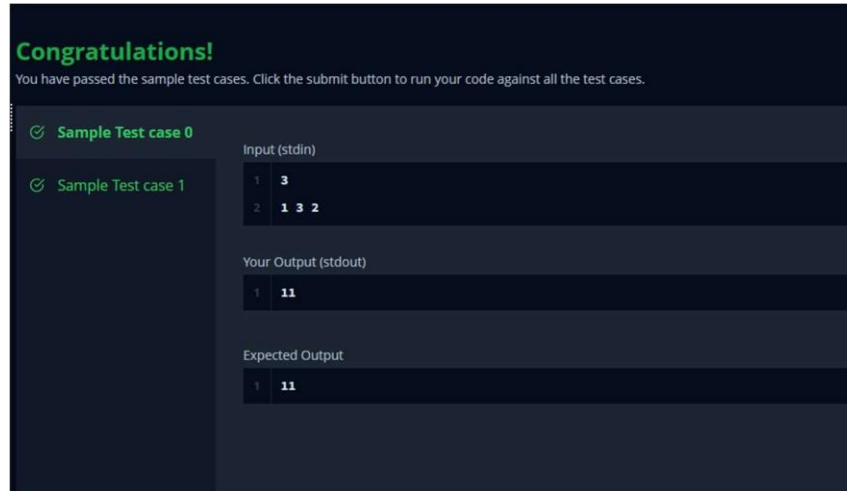 Congratulations!
You have passed the sample test cases. Click the submit button to run your code against all the test cases.
Sample Test case 0
Sample Test case 1
Input (stdin)
1 3
2 1 3 2
Your Output (stdout)
1 11
Expected Output
1 11